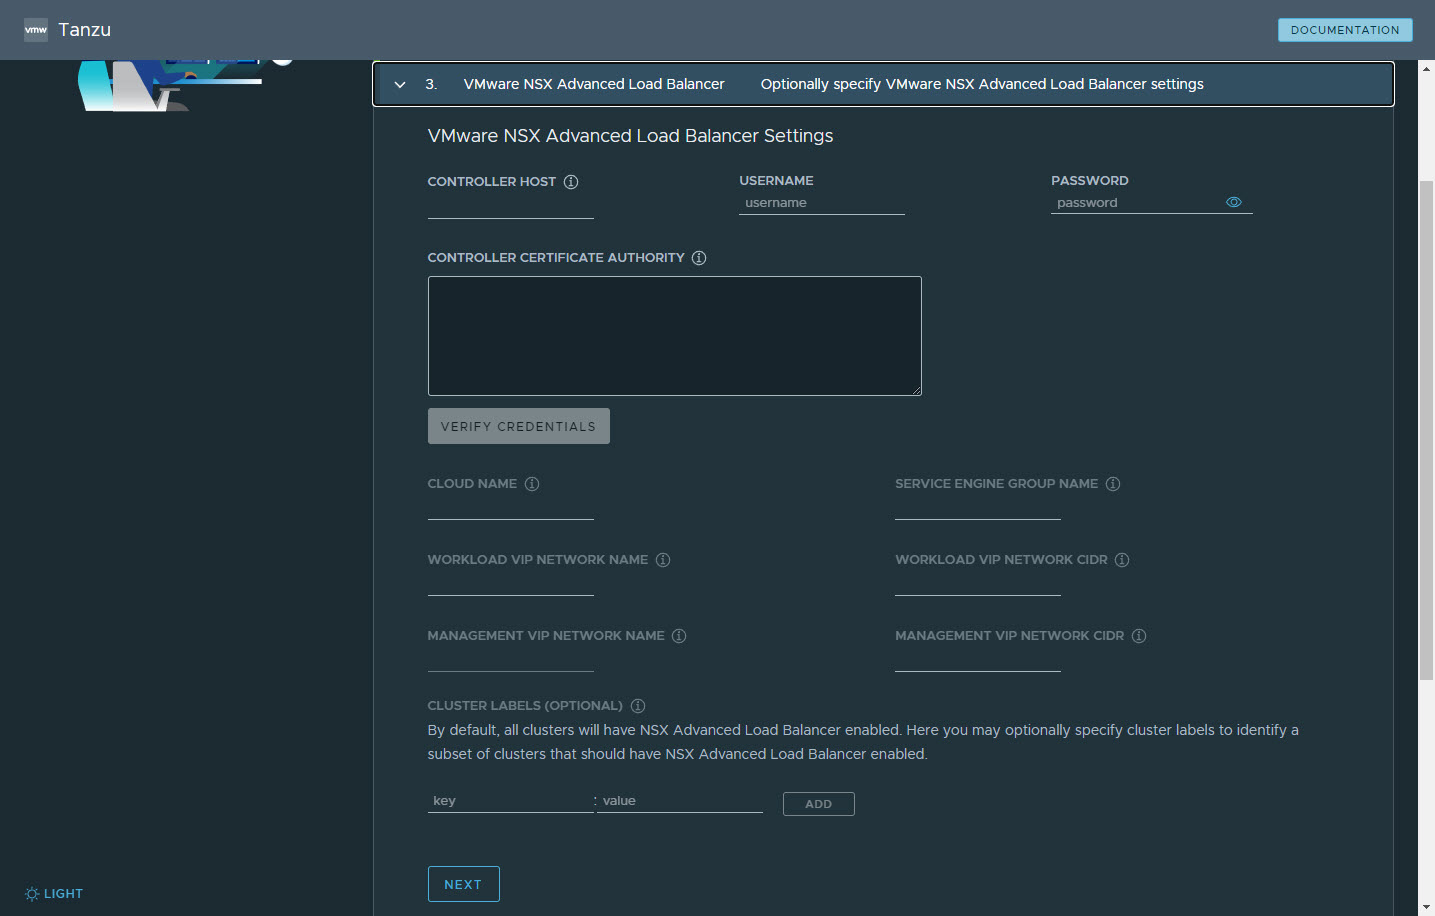 vmw Tanzu
DOCUMENTATION
3. VMware NSX Advanced Load Balancer Optionally specify VMware NSX Advanced Load Balancer settings
VMware NSX Advanced Load Balancer Settings
CONTROLLER HOST USERNAME PASSWORD
username password
CONTROLLER CERTIFICATE AUTHORITY
VERIFY CREDENTIALS
CLOUD NAME SERVICE ENGINE GROUP NAME
WORKLOAD VIP NETWORK NAME WORKLOAD VIP NETWORK CIDR
MANAGEMENT VIP NETWORK NAME MANAGEMENT VIP NETWORK CIDR
CLUSTER LABELS (OPTIONAL)
By default, all clusters will have NSX Advanced Load Balancer enabled. Here you may optionally specify cluster labels to identify a
subset of clusters that should have NSX Advanced Load Balancer enabled.
key : value ADD
NEXT
LIGHT